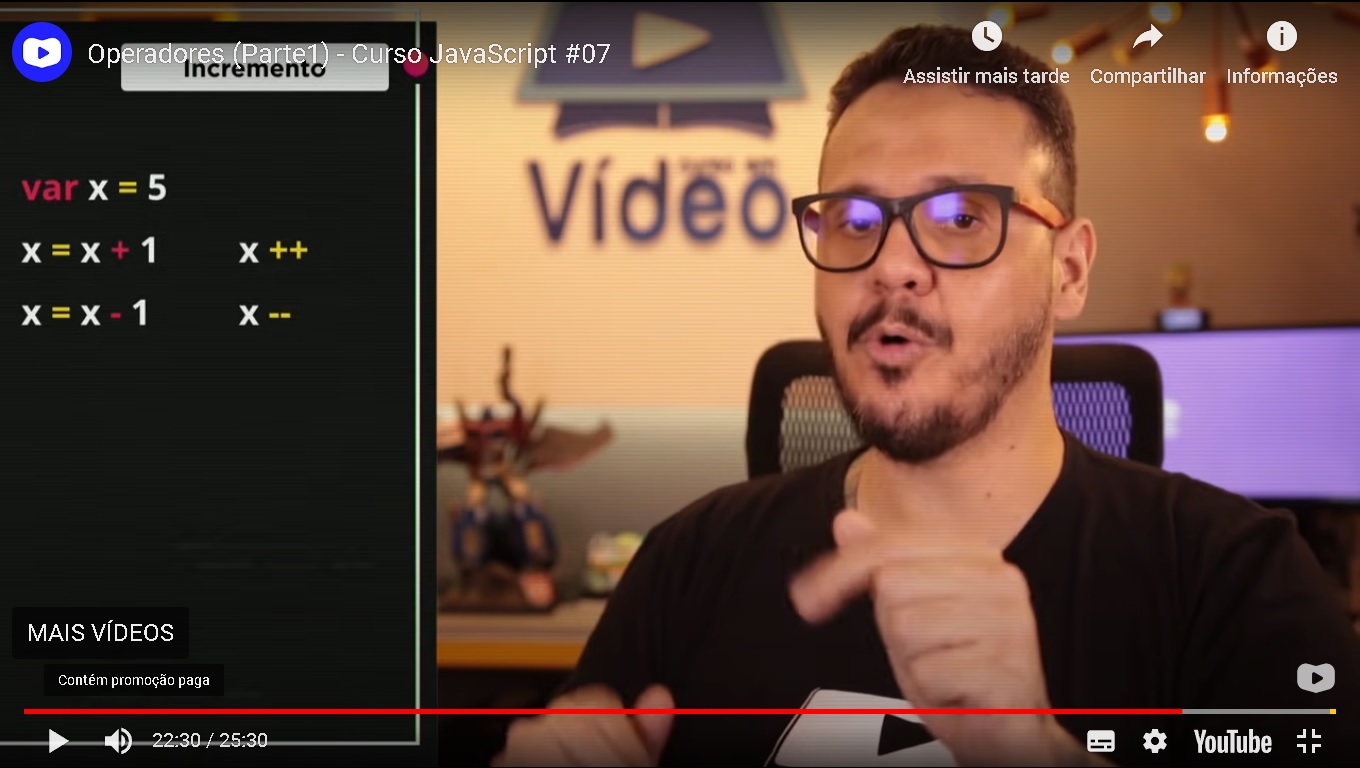 Operadores (Parte1) - Curso JavaScript #07
Assistir mais tarde
Compartilhar
Informações
Incremento
var x = 5
x = x + 1
x ++
x = x - 1
x --
Vídeo
MAIS VÍDEOS
Contém promoção paga
22:30 / 25:30
YouTube